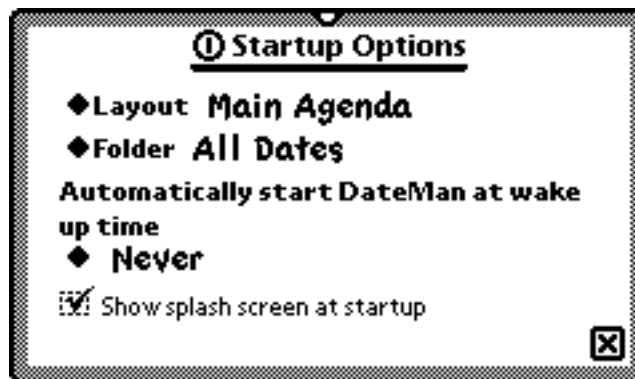 Startup Options
Layout Main Agenda
Folder All Dates
Automatically start DateMan at wake
up time
Never
Show splash screen at startup